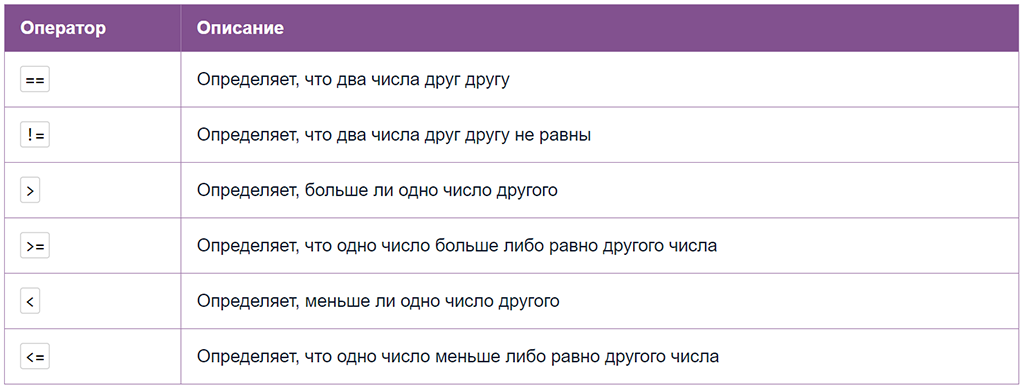 Оператор Описание
== Определяет, что два числа друг другу
!= Определяет, что два числа друг другу не равны
> Определяет, больше ли одно число другого
>= Определяет, что одно число больше либо равно другого числа
< Определяет, меньше ли одно число другого
<= Определяет, что одно число меньше либо равно другого числа